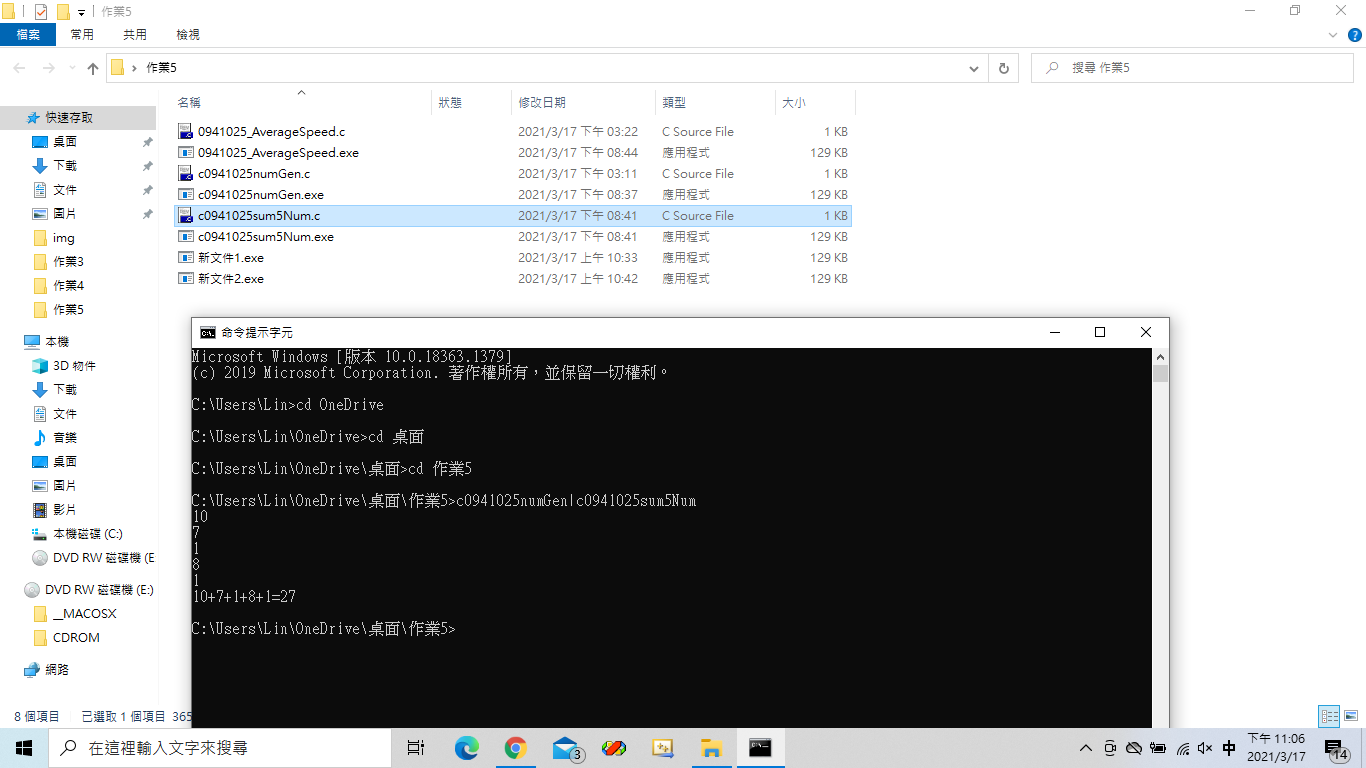 作業5
檔案 常用 共用 檢視
作業5
搜尋 作業5
名稱 狀態 修改日期 類型 大小
快速存取
桌面
下載
文件
圖片
img
作業3
作業4
作業5
本機
3D 物件
下載
文件
音樂
桌面
圖片
影片
本機磁碟 (C:)
DVD RW 磁碟機 (E
DVD RW 磁碟機 (E:)
__MACOSX
CDROM
網路
0941025_AverageSpeed.c 2021/3/17 下午 03:22 C Source File 1 KB
0941025_AverageSpeed.exe 2021/3/17 下午 08:44 應用程式 129 KB
c0941025numGen.c 2021/3/17 下午 03:11 C Source File 1 KB
c0941025numGen.exe 2021/3/17 下午 08:37 應用程式 129 KB
c0941025sum5Num.c 2021/3/17 下午 08:41 C Source File 1 KB
c0941025sum5Num.exe 2021/3/17 下午 08:41 應用程式 129 KB
新文件1.exe 2021/3/17 上午 10:33 應用程式 129 KB
新文件2.exe 2021/3/17 上午 10:42 應用程式 129 KB
命令提示字元
Microsoft Windows [版本 10.0.18363.1379]
(c) 2019 Microsoft Corporation. 著作權所有，並保留一切權利。
C:\Users\Lin>cd OneDrive
C:\Users\Lin\OneDrive>cd 桌面
C:\Users\Lin\OneDrive\桌面>cd 作業5
C:\Users\Lin\OneDrive\桌面\作業5>c0941025numGen|c0941025sum5Num
10
7
1
8
1
10+7+1+8+1=27
C:\Users\Lin\OneDrive\桌面\作業5>
8 個項目 已選取 1 個項目 365
在這裡輸入文字來搜尋
3
中
下午 11:06
2021/3/17
14